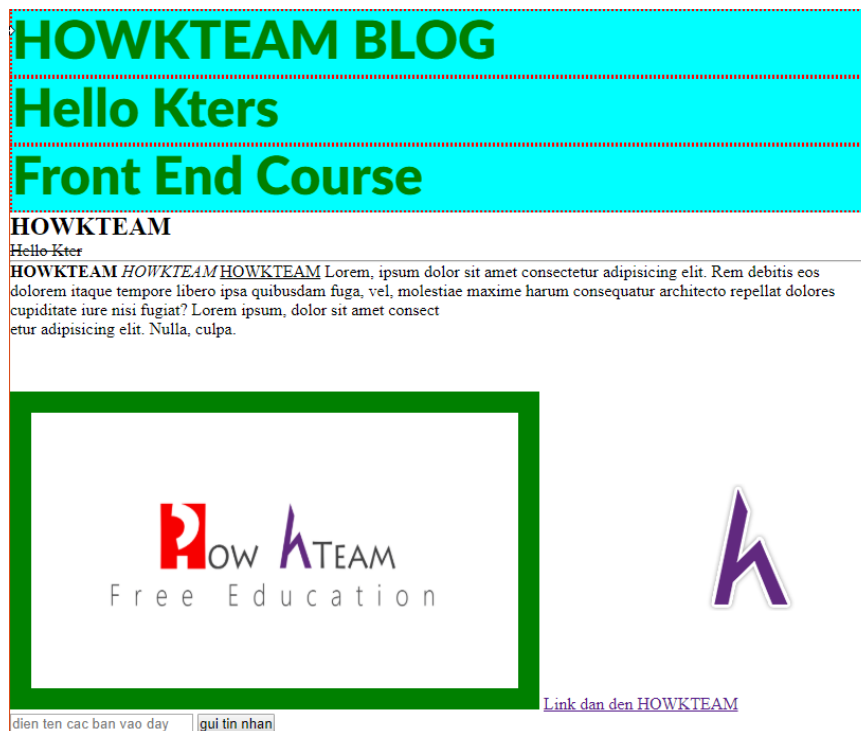 HOWKTEAM BLOG
Hello Kters
Front End Course
HOWKTEAM
Hello Kter
HOWKTEAM HOWKTEAM HOWKTEAM Lorem, ipsum dolor sit amet consectetur adipisicing elit. Rem debitis eos
dolorem itaque tempore libero ipsa quibusdam fuga, vel, molestiae maxime harum consequatur architecto repellat dolores
cupiditate iure nisi fugiat? Lorem ipsum, dolor sit amet consect
etur adipisicing elit. Nulla, culpa.
How hTEAM
Free Education
h
Link dan den HOWKTEAM
dien ten cac ban vao day gui tin nhan